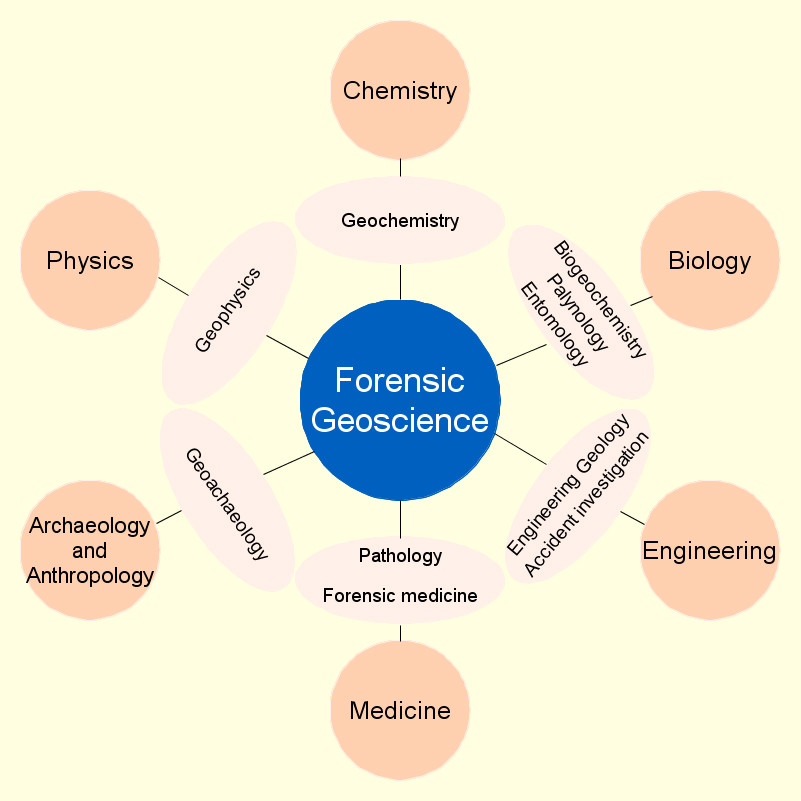 Chemistry
Geochemistry
Physics
Geophysics
Biogeochemistry
Palynology
Entomology
Biology
Forensic
Geoscience
Geoachaeology
Archaeology
and
Anthropology
Engineering Geology
Accident investigation
Engineering
Pathology
Forensic medicine
Medicine